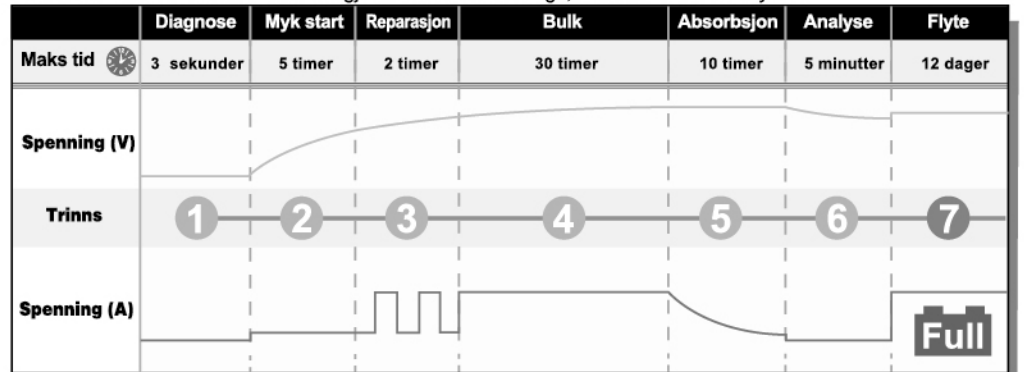 Diagnose Myk start Reparasjon Bulk Absorbsjon Analyse Flyte
Maks tid 3 sekunder 5 timer 2 timer 30 timer 10 timer 5 minutter 12 dager
Spenning (V)
Trinns 1 2 3 4 5 6 7
Spenning (A)
Full